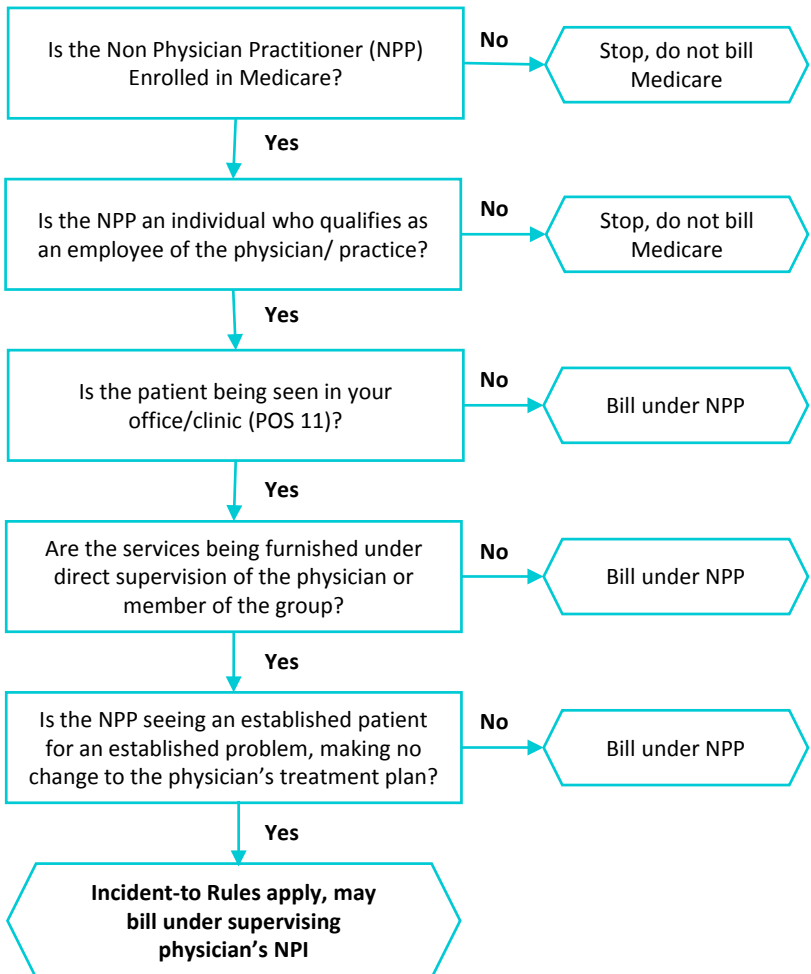 Is the Non Physician Practitioner (NPP)
Enrolled in Medicare?
No
Stop, do not bill
Medicare
Yes
Is the NPP an individual who qualifies as
an employee of the physician/ practice?
No
Stop, do not bill
Medicare
Yes
Is the patient being seen in your
office/clinic (POS 11)?
No
Bill under NPP
Yes
Are the services being furnished under
direct supervision of the physician or
member of the group?
No
Bill under NPP
Yes
Is the NPP seeing an established patient
for an established problem, making no
change to the physician’s treatment plan?
No
Bill under NPP
Yes
Incident-to Rules apply, may
bill under supervising
physician’s NPI